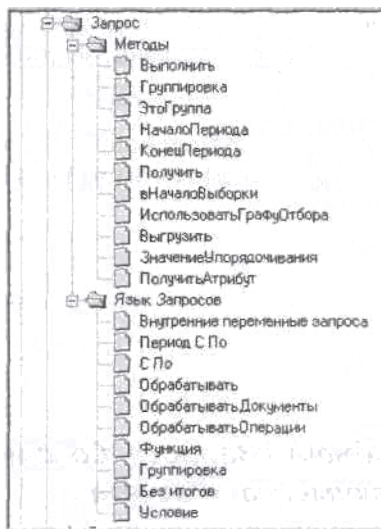 Запрос
Методы
Выполнить
Группировка
ЭтоГруппа
НачалоПериода
КонецПериода
Получить
вНачалоВыборки
ИспользоватьГрафуОтбора
Выгрузить
ЗначениеУпорядочивания
ПолучитьАтрибут
Язык Запросов
Внутренние переменные запроса
Период С По
С По
Обрабатывать
ОбрабатыватьДокументы
ОбрабатыватьОперации
Функция
Группировка
Без итогов
Условие